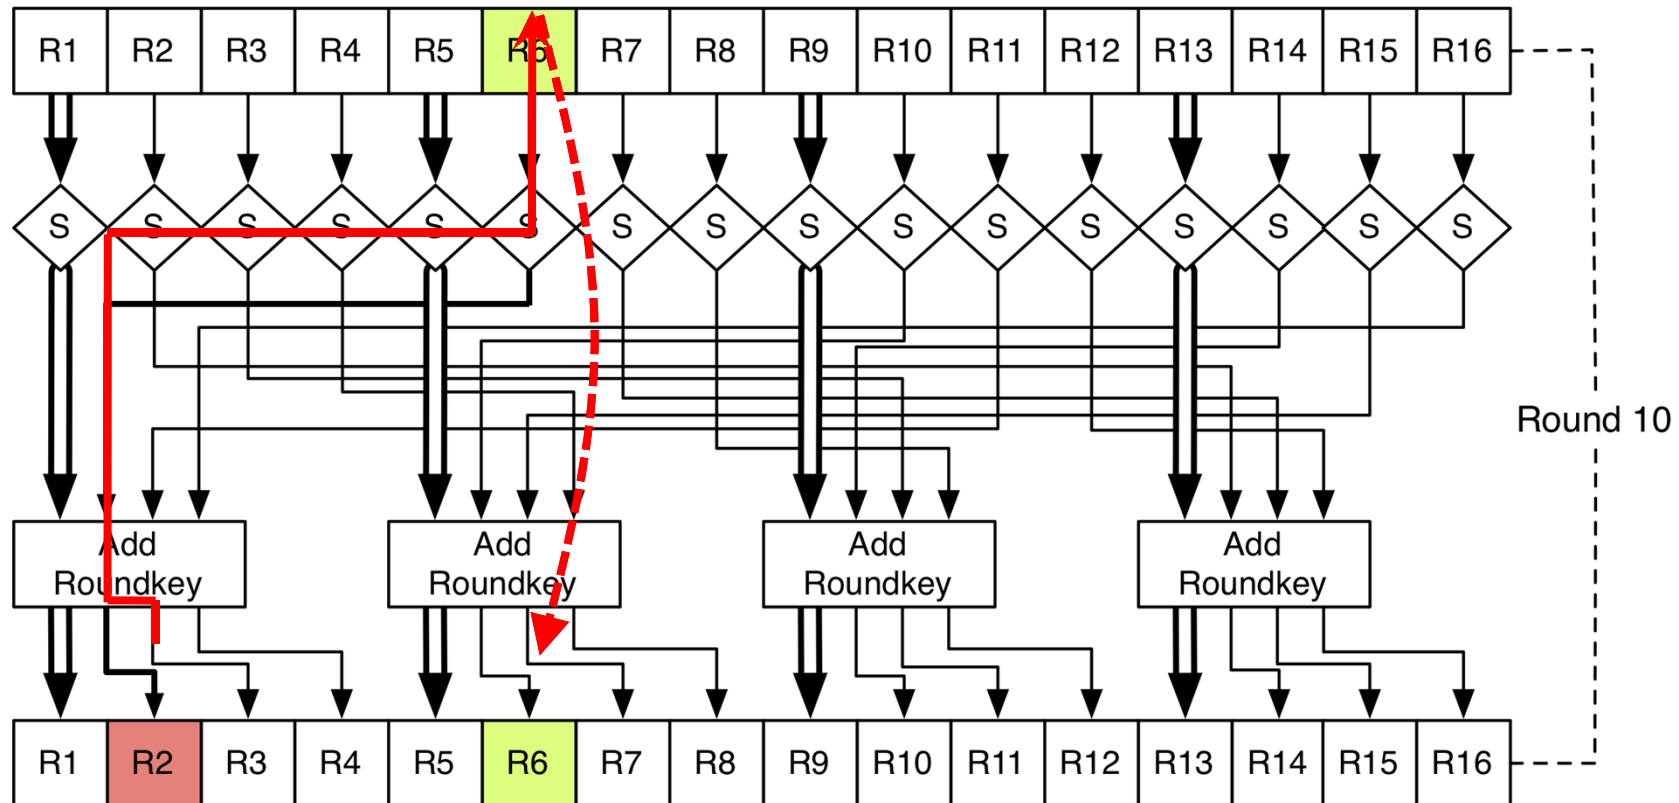 R1 R2 R3 R4 R5 R6 R7 R8 R9 R10 R11 R12 R13 R14 R15 R16
S S S S S S S S S S S S S S S S
Round 10
Add Add Add Add
Roundkey Roundkey Roundkey Roundkey
R1 R2 R3 R4 R5 R6 R7 R8 R9 R10 R11 R12 R13 R14 R15 R16